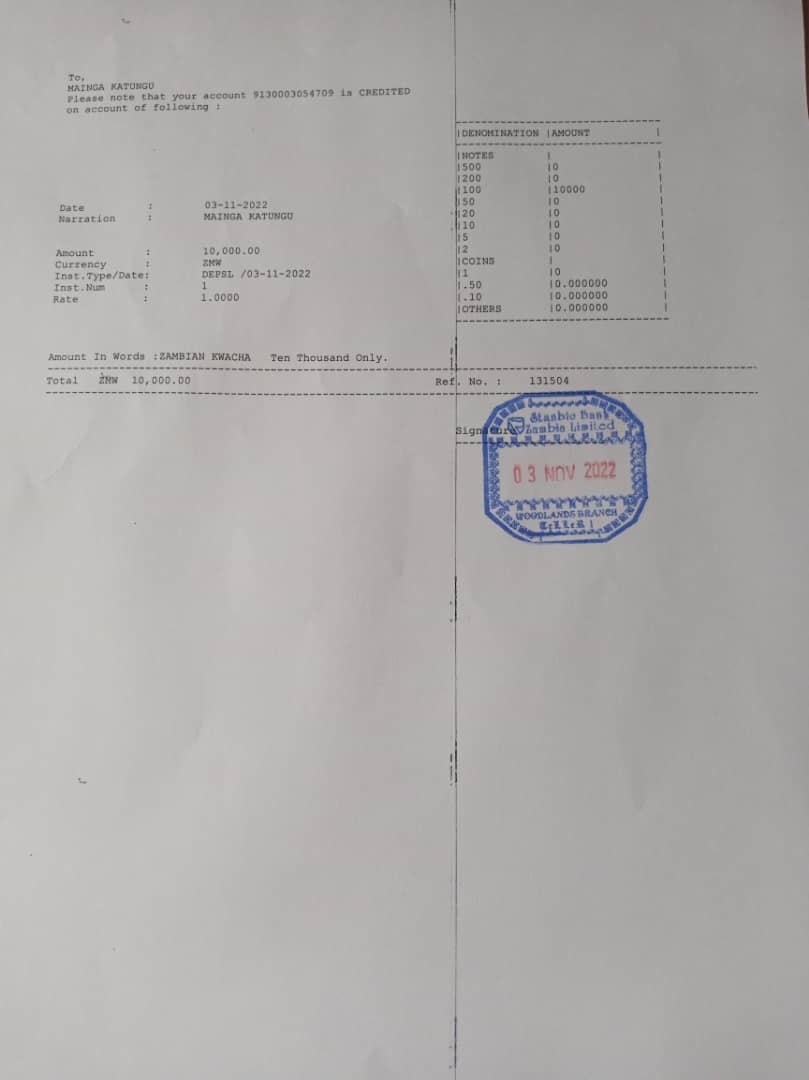 To,
MAINGA KATUNGU
Please note that your account 9130003054709 is CREDITED
on account of following :
Date : 03-11-2022
Narration : MAINGA KATUNGU
Amount : 10,000.00
Currency : ZMW
Inst.Type/Date: DEPSL /03-11-2022
Inst.Num : 1
Rate : 1.0000
|DENOMINATION |AMOUNT |
|NOTES | |
|500 |0 |
|200 |0 |
|100 |10000 |
|50 |0 |
|20 |0 |
|10 |0 |
|5 |0 |
|2 |0 |
|COINS | |
|1 |0 |
|.50 |0.000000 |
|.10 |0.000000 |
|OTHERS |0.000000 |
Amount In Words :ZAMBIAN KWACHA Ten Thousand Only.
Total ZMW 10,000.00 Ref. No. : 131504
Signature
Stanbic Bank
Zambia Limited
03 NOV 2022
WOODLANDS BRANCH
TeLLeR 1